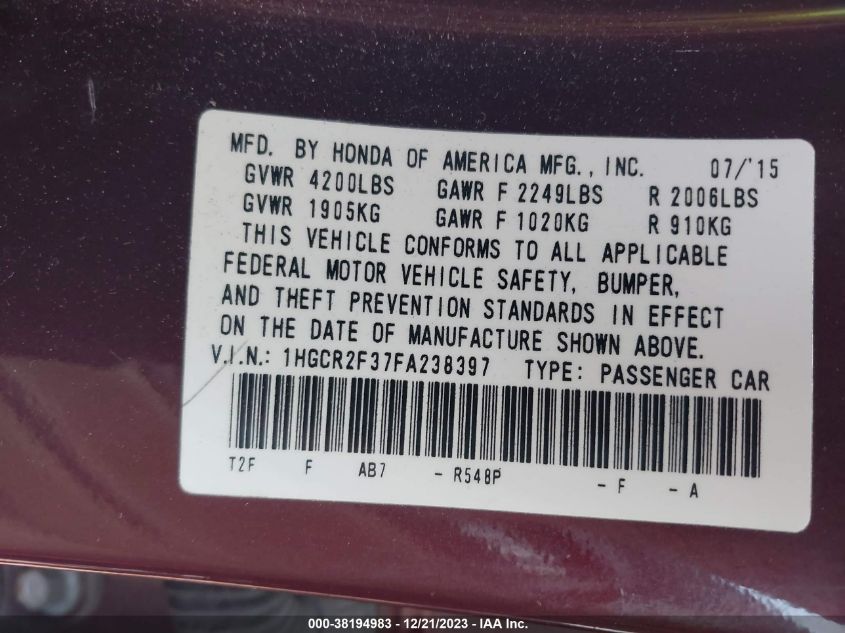 MFD. BY HONDA OF AMERICA MFG., INC. 07/'15
GVWR 4200LBS GAWR F 2249LBS R 2006LBS
GVWR 1905KG GAWR F 1020KG R 910KG
THIS VEHICLE CONFORMS TO ALL APPLICABLE
FEDERAL MOTOR VEHICLE SAFETY, BUMPER,
AND THEFT PREVENTION STANDARDS IN EFFECT
ON THE DATE OF MANUFACTURE SHOWN ABOVE.
V.I.N.: 1HGCR2F37FA238397 TYPE: PASSENGER CAR
T2F F AB7 - R548P - F - A
000-38194983 - 12/21/2023 - IAA Inc.